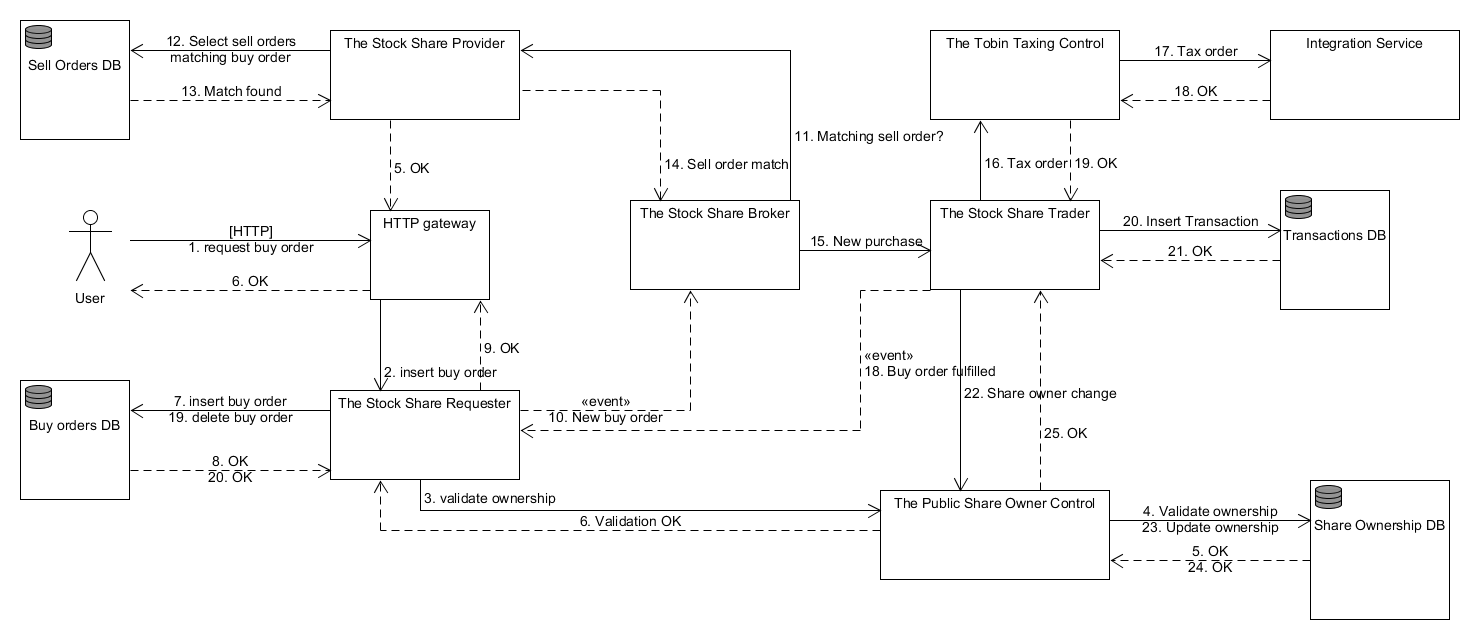 The Stock Share Provider
The Tobin Taxing Control
Integration Service
12. Select sell orders
matching buy order
17. Tax order
Sell Orders DB
13. Match found
18. OK
11. Matching sell order?
14. Sell order match
16. Tax order
19. OK
5. OK
The Stock Share Broker
The Stock Share Trader
HTTP gateway
[HTTP]
1. request buy order
20. Insert Transaction
Transactions DB
15. New purchase
21. OK
6. OK
User
9. OK
2. insert buy order
«event»
18. Buy order fulfilled
The Stock Share Requester
7. insert buy order
19. delete buy order
«event»
10. New buy order
22. Share owner change
Buy orders DB
25. OK
8. OK
20. OK
3. validate ownership
The Public Share Owner Control
4. Validate ownership
23. Update ownership
Share Ownership DB
6. Validation OK
5. OK
24. OK